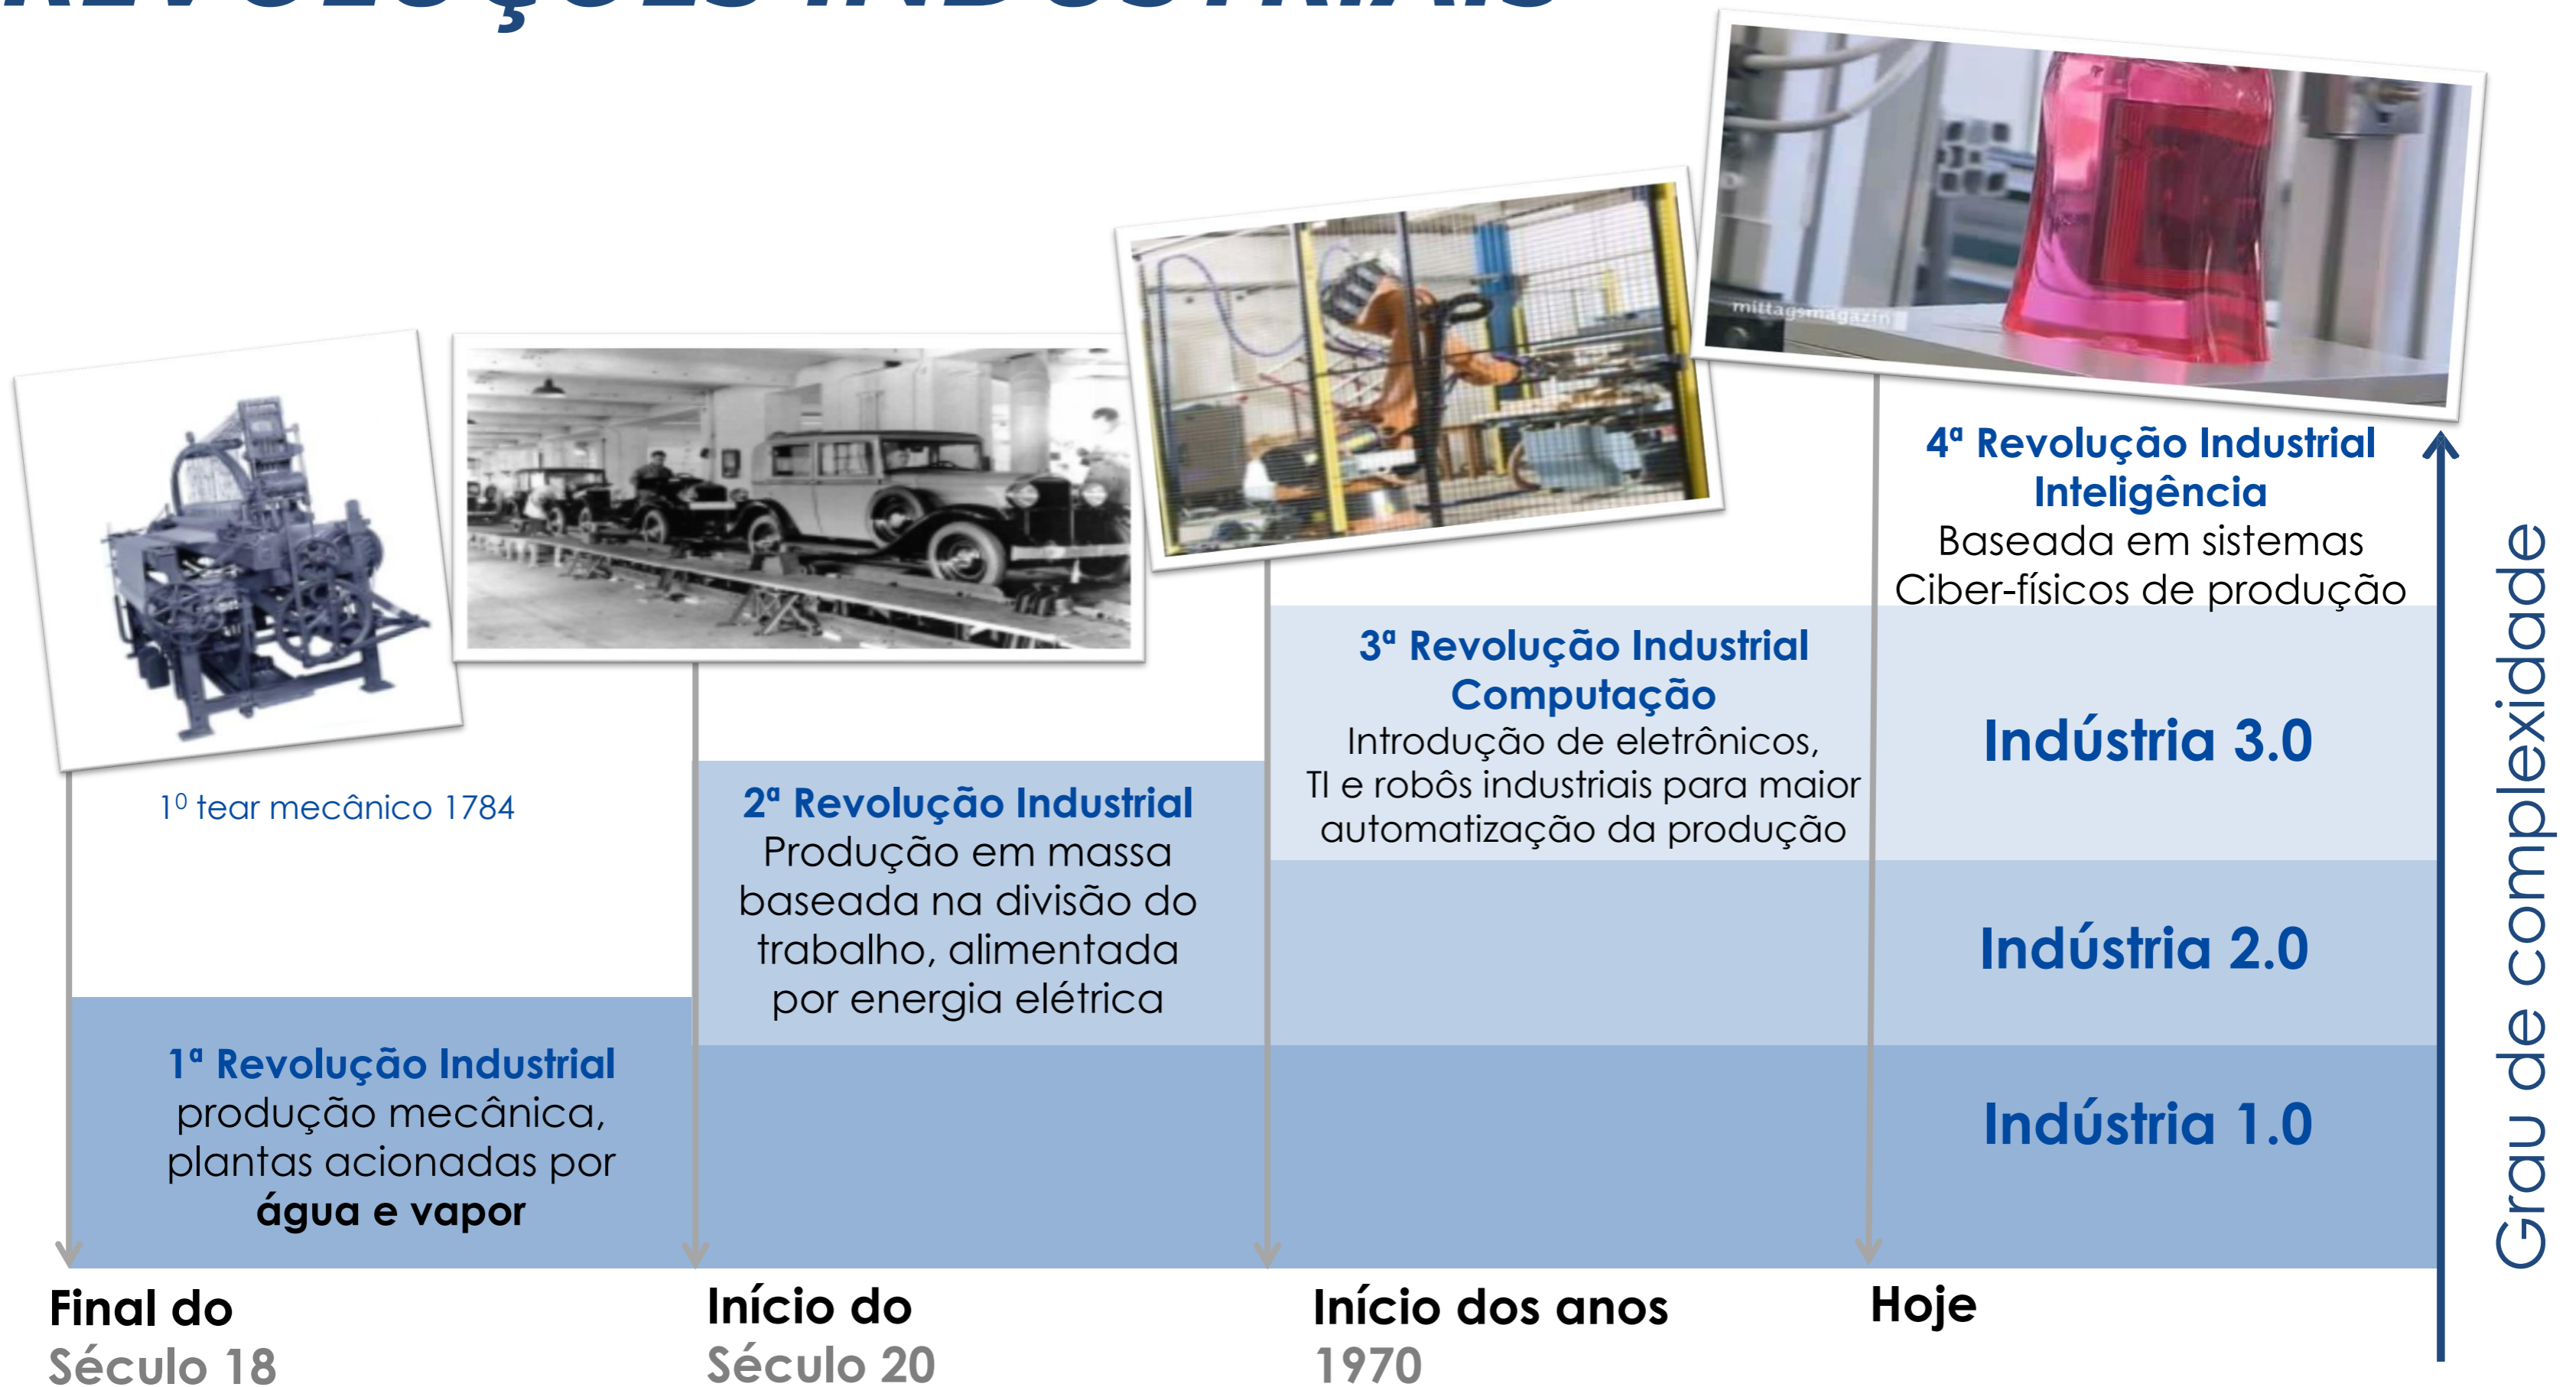 REVOLUÇÕES INDUSTRIAIS
mittagsmagazin
4ª Revolução Industrial
Inteligência
Baseada em sistemas
Ciber-físicos de produção
3ª Revolução Industrial
Computação
Introdução de eletrônicos,
TI e robôs industriais para maior
automatização da produção
Indústria 3.0
1⁰ tear mecânico 1784
2ª Revolução Industrial
Produção em massa
baseada na divisão do
trabalho, alimentada
por energia elétrica
Indústria 2.0
1ª Revolução Industrial
produção mecânica,
plantas acionadas por
água e vapor
Indústria 1.0
Grau de complexidade
Final do
Século 18
Início do
Século 20
Início dos anos
1970
Hoje